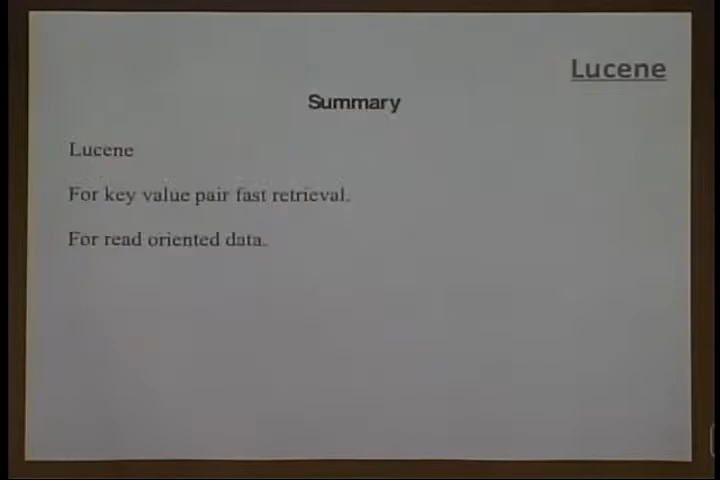 Lucene
Summary
Lucene
For key value pair fast retrieval.
For read oriented data.